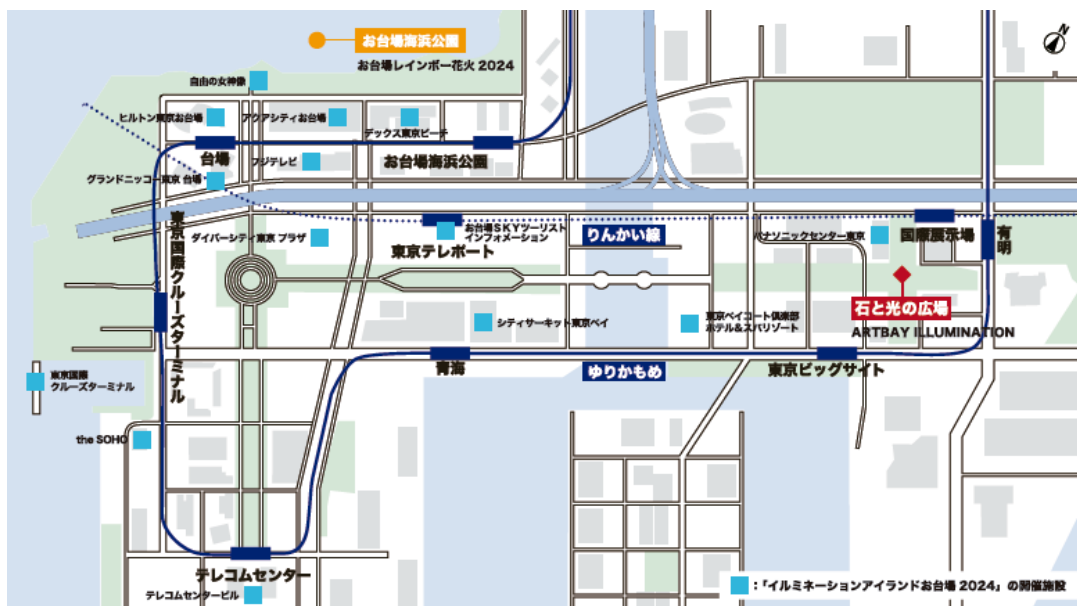 お台場海浜公園
お台場レインボー花火 2024
N
自由の女神像
ヒルトン東京お台場
アクアシティお台場
デックス東京ビーチ
台場
フジテレビ
お台場海浜公園
グランドニッコー東京 台場
東京国際クルーズターミナル
ダイバーシティ東京 プラザ
お台場SKYツーリスト
インフォメーション
東京テレポート
りんかい線
パナソニックセンター東京
国際展示場
有明
石と光の広場
ARTBAY ILLUMINATION
シティサーキット東京ベイ
東京ベイコート倶楽部
ホテル&スパリゾート
青海
ゆりかもめ
東京ビッグサイト
東京国際
クルーズターミナル
the SOHO
テレコムセンター
テレコムセンタービル
:「イルミネーションアイランドお台場 2024」の開催施設